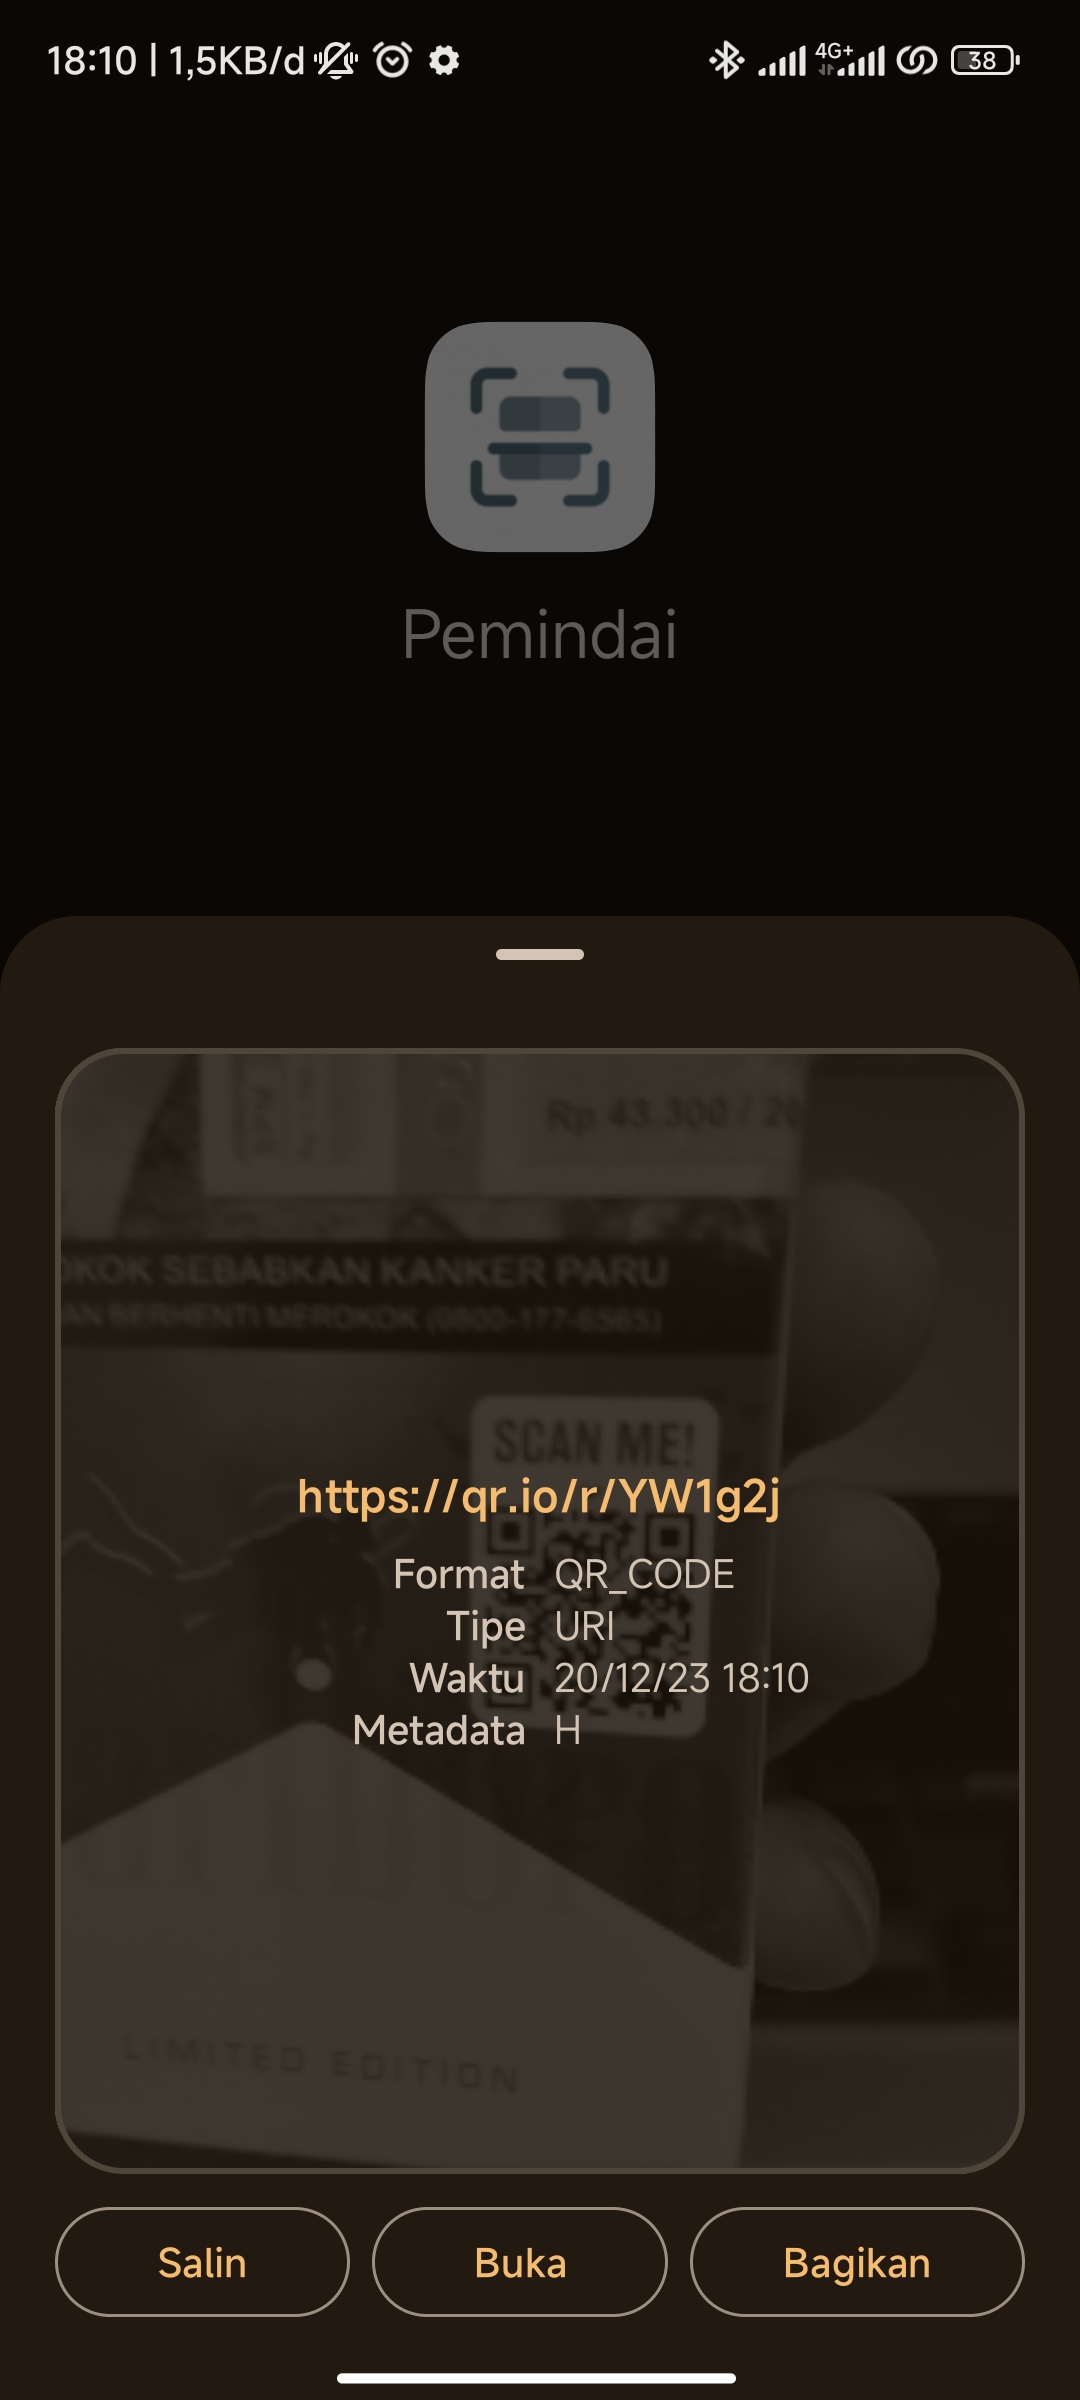 18:10 | 1,5KB/d
4G+
38
Pemindai
Rp 43.300 / 20
OKOK SEBABKAN KANKER PARU
AN BERHENTI MEROKOK (0800-177-6565)
SCAN ME!
https://qr.io/r/YW1g2j
Format QR_CODE
Tipe URI
Waktu 20/12/23 18:10
Metadata H
LIMITED EDITION
Salin
Buka
Bagikan